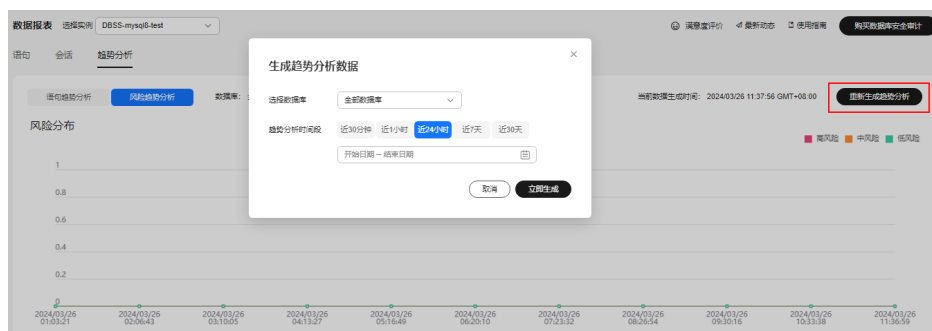 数据报表 选择实例 DBSS-mysql8-test 满意度评价 最新动态 使用指南 购买数据库安全审计
语句 会话 趋势分析
生成趋势分析数据
语句趋势分析 风险趋势分析 数据库： 选择数据库 全部数据库 当前数据生成时间： 2024/03/26 11:37:56 GMT+08:00 重新生成趋势分析
趋势分析时间段 近30分钟 近1小时 近24小时 近7天 近30天
风险分布
高风险 中风险 低风险
开始日期 – 结束日期
取消 立即生成
1
0.8
0.6
0.4
0.2
0
2024/03/26 01:03:21
2024/03/26 02:06:43
2024/03/26 03:10:05
2024/03/26 04:13:27
2024/03/26 05:16:49
2024/03/26 06:20:10
2024/03/26 07:23:32
2024/03/26 08:26:54
2024/03/26 09:30:16
2024/03/26 10:33:38
2024/03/26 11:36:59